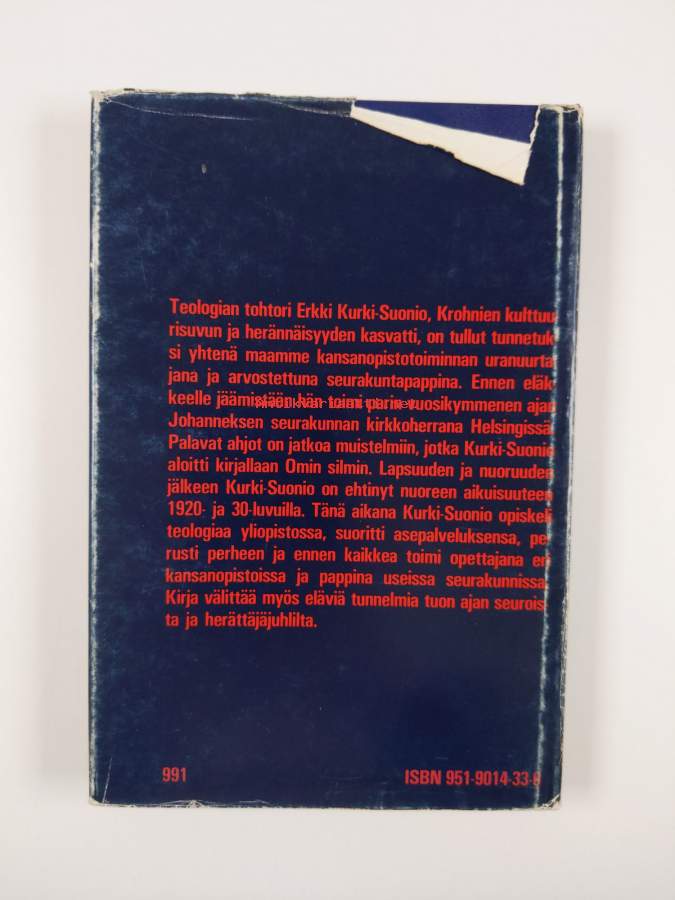 Teologian tohtori Erkki Kurki-Suonio, Krohnien kulttuu
risuvun ja herännäisyyden kasvatti, on tullut tunnetuk
si yhtenä maamme kansanopistotoiminnan uranuurta
jana ja arvostettuna seurakuntapappina. Ennen eläk
keelle jäämistään hän toimi parin vuosikymmenen ajan
Johanneksen seurakunnan kirkkoherrana Helsingissä.
Palavat ahjot on jatkoa muistelmiin, jotka Kurki-Suonio
aloitti kirjallaan Omin silmin. Lapsuuden ja nuoruuden
jälkeen Kurki-Suonio on ehtinyt nuoreen aikuisuuteen
1920- ja 30-luvuilla. Tänä aikana Kurki-Suonio opiskeli
teologiaa yliopistossa, suoritti asepalveluksensa, pe-
rusti perheen ja ennen kaikkea toimi opettajana eri
kansanopistoissa ja pappina useissa seurakunnissa.
Kirja välittää myös eläviä tunnelmia tuon ajan seurois-
ta ja herättäjäjuhlilta.
991
ISBN 951-9014-33-